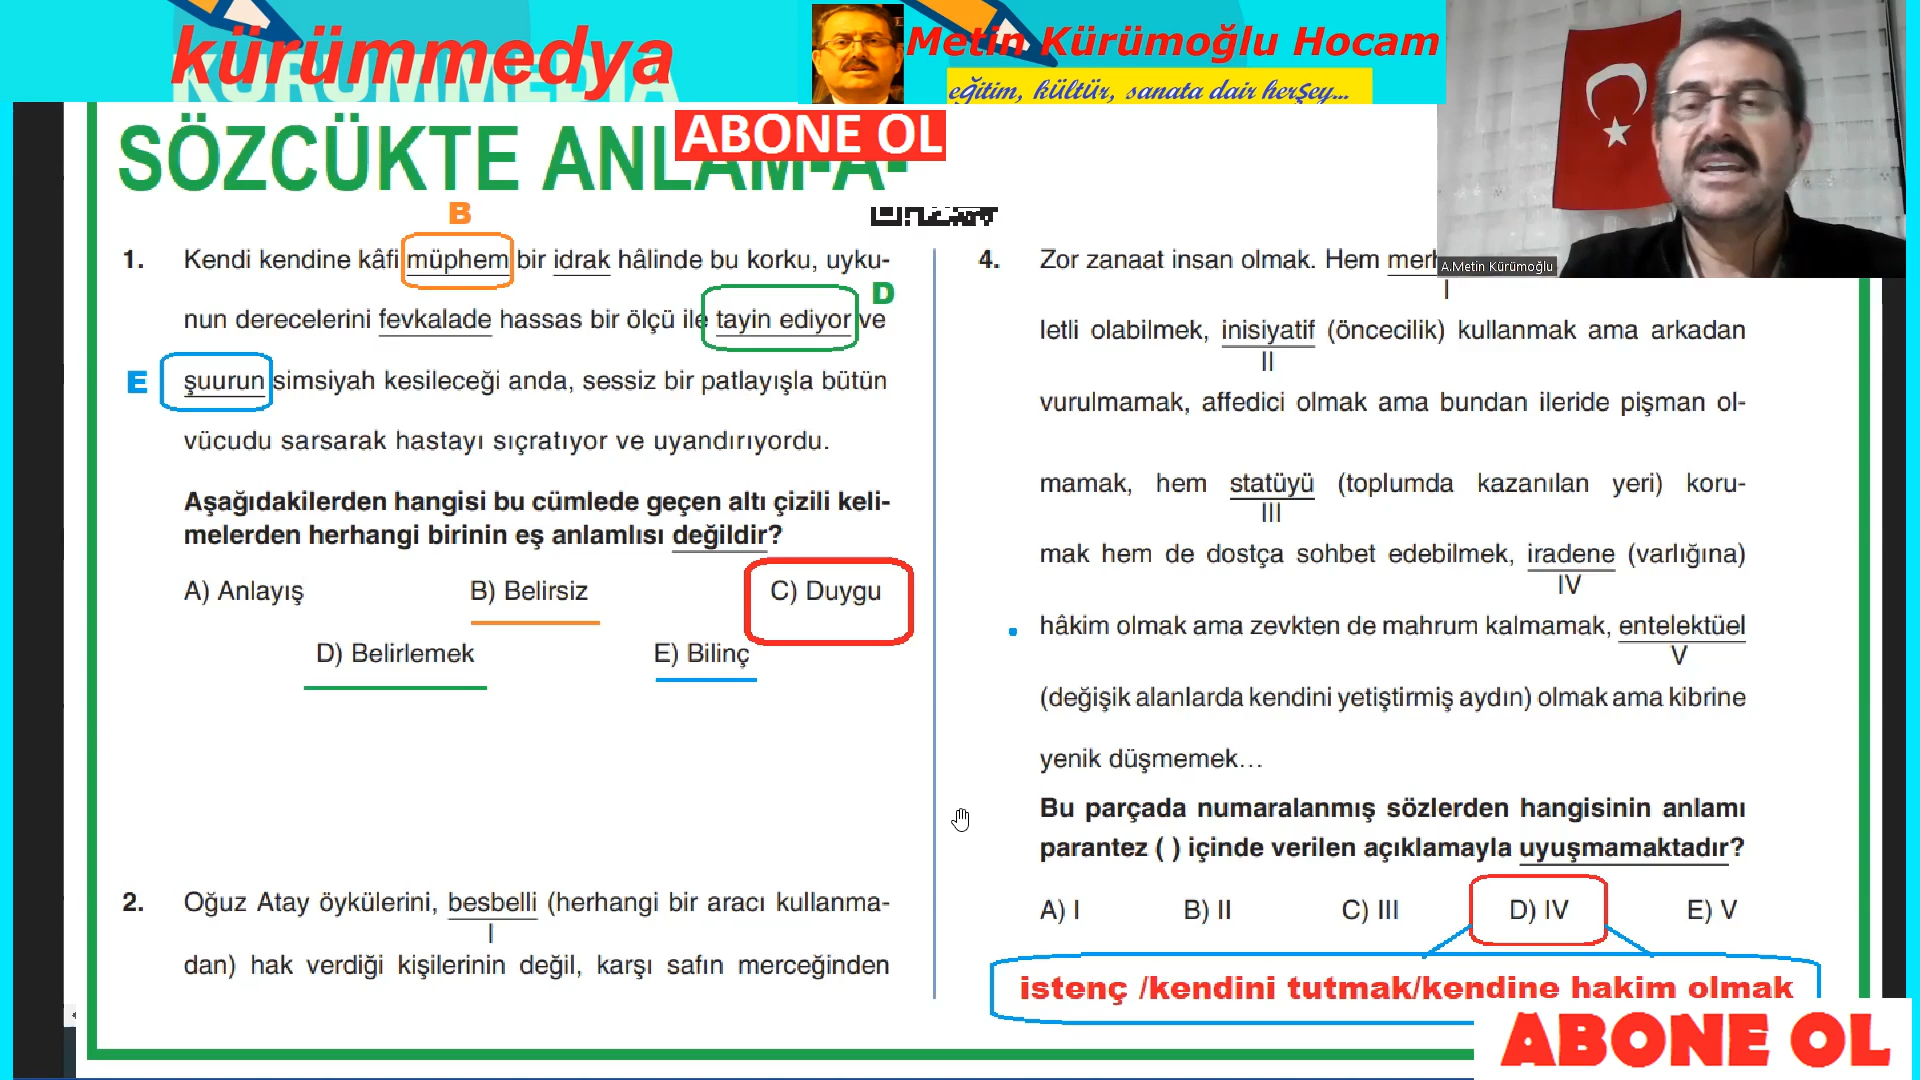 kürümmedya
KURUMMEDIA
Metin Kürümoğlu Hocam
eğitim, kültür, sanata dair herşey...
SÖZCÜKTE ANLAM-A-
ABONE OL
B
1. Kendi kendine kâfi müphem bir idrak hâlinde bu korku, uyku-
D
nun derecelerini fevkalade hassas bir ölçü ile tayin ediyor ve
E şuurun simsiyah kesileceği anda, sessiz bir patlayışla bütün
vücudu sarsarak hastayı sıçratıyor ve uyandırıyordu.
Aşağıdakilerden hangisi bu cümlede geçen altı çizili keli-
melerden herhangi birinin eş anlamlısı değildir?
A) Anlayış B) Belirsiz C) Duygu
D) Belirlemek E) Bilinç
2. Oğuz Atay öykülerini, besbelli (herhangi bir aracı kullanma-
I
dan) hak verdiği kişilerinin değil, karşı safın merceğinden
4. Zor zanaat insan olmak. Hem
A.Metin Kürümoğlu
I
letli olabilmek, inisiyatif (öncecilik) kullanmak ama arkadan
II
vurulmamak, affedici olmak ama bundan ileride pişman ol-
mamak, hem statüyü (toplumda kazanılan yeri) koru-
III
mak hem de dostça sohbet edebilmek, iradene (varlığına)
IV
hâkim olmak ama zevkten de mahrum kalmamak, entelektüel
V
(değişik alanlarda kendini yetiştirmiş aydın) olmak ama kibrine
yenik düşmemek...
Bu parçada numaralanmış sözlerden hangisinin anlamı
parantez ( ) içinde verilen açıklamayla uyuşmamaktadır?
A) I B) II C) III D) IV E) V
istenç /kendini tutmak/kendine hakim olmak
ABONE OL